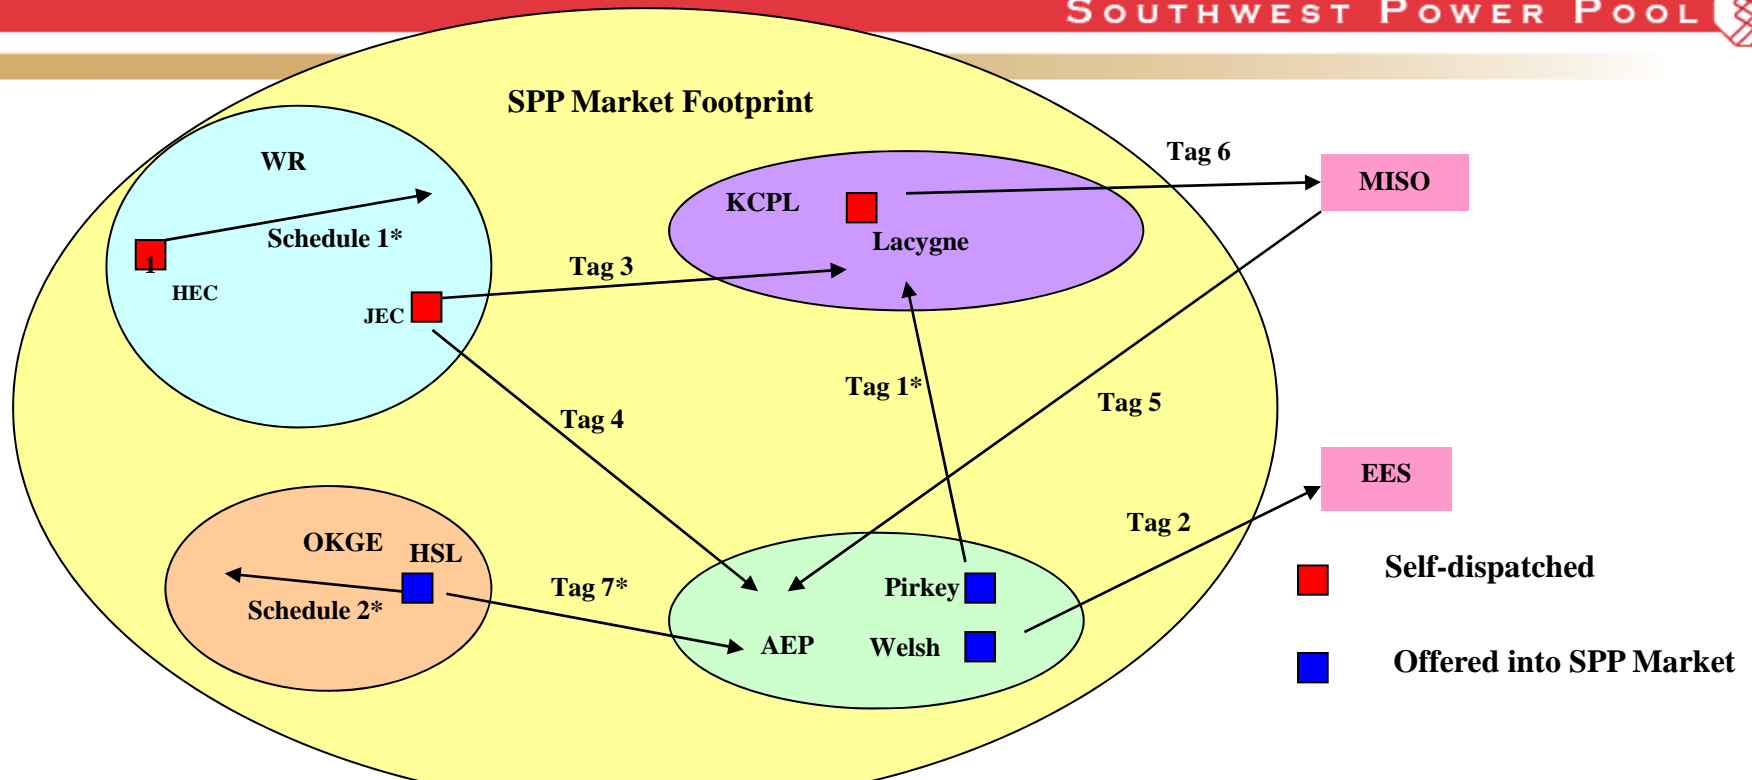 SOUTHWEST POWER POOL
SPP Market Footprint
WR
Schedule 1*
1
HEC
JEC
Tag 3
KCPL
Lacygne
Tag 6
MISO
Tag 4
Tag 1*
Tag 5
EES
Tag 2
OKGE
HSL
Schedule 2*
Tag 7*
Pirkey
AEP
Welsh
Self-dispatched
Offered into SPP Market